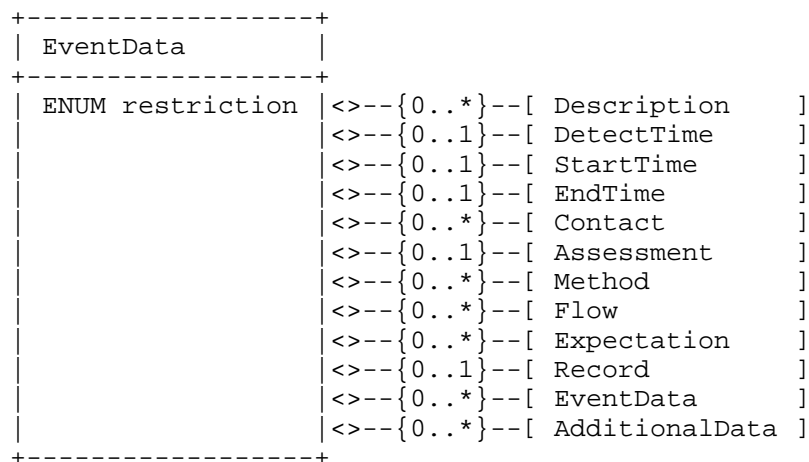 +------------------+
| EventData        |
+------------------+
| ENUM restriction |<>--{0..*}--[ Description    ]
|                  |<>--{0..1}--[ DetectTime     ]
|                  |<>--{0..1}--[ StartTime      ]
|                  |<>--{0..1}--[ EndTime        ]
|                  |<>--{0..*}--[ Contact        ]
|                  |<>--{0..1}--[ Assessment     ]
|                  |<>--{0..*}--[ Method         ]
|                  |<>--{0..*}--[ Flow           ]
|                  |<>--{0..*}--[ Expectation    ]
|                  |<>--{0..1}--[ Record         ]
|                  |<>--{0..*}--[ EventData      ]
|                  |<>--{0..*}--[ AdditionalData ]
+------------------+